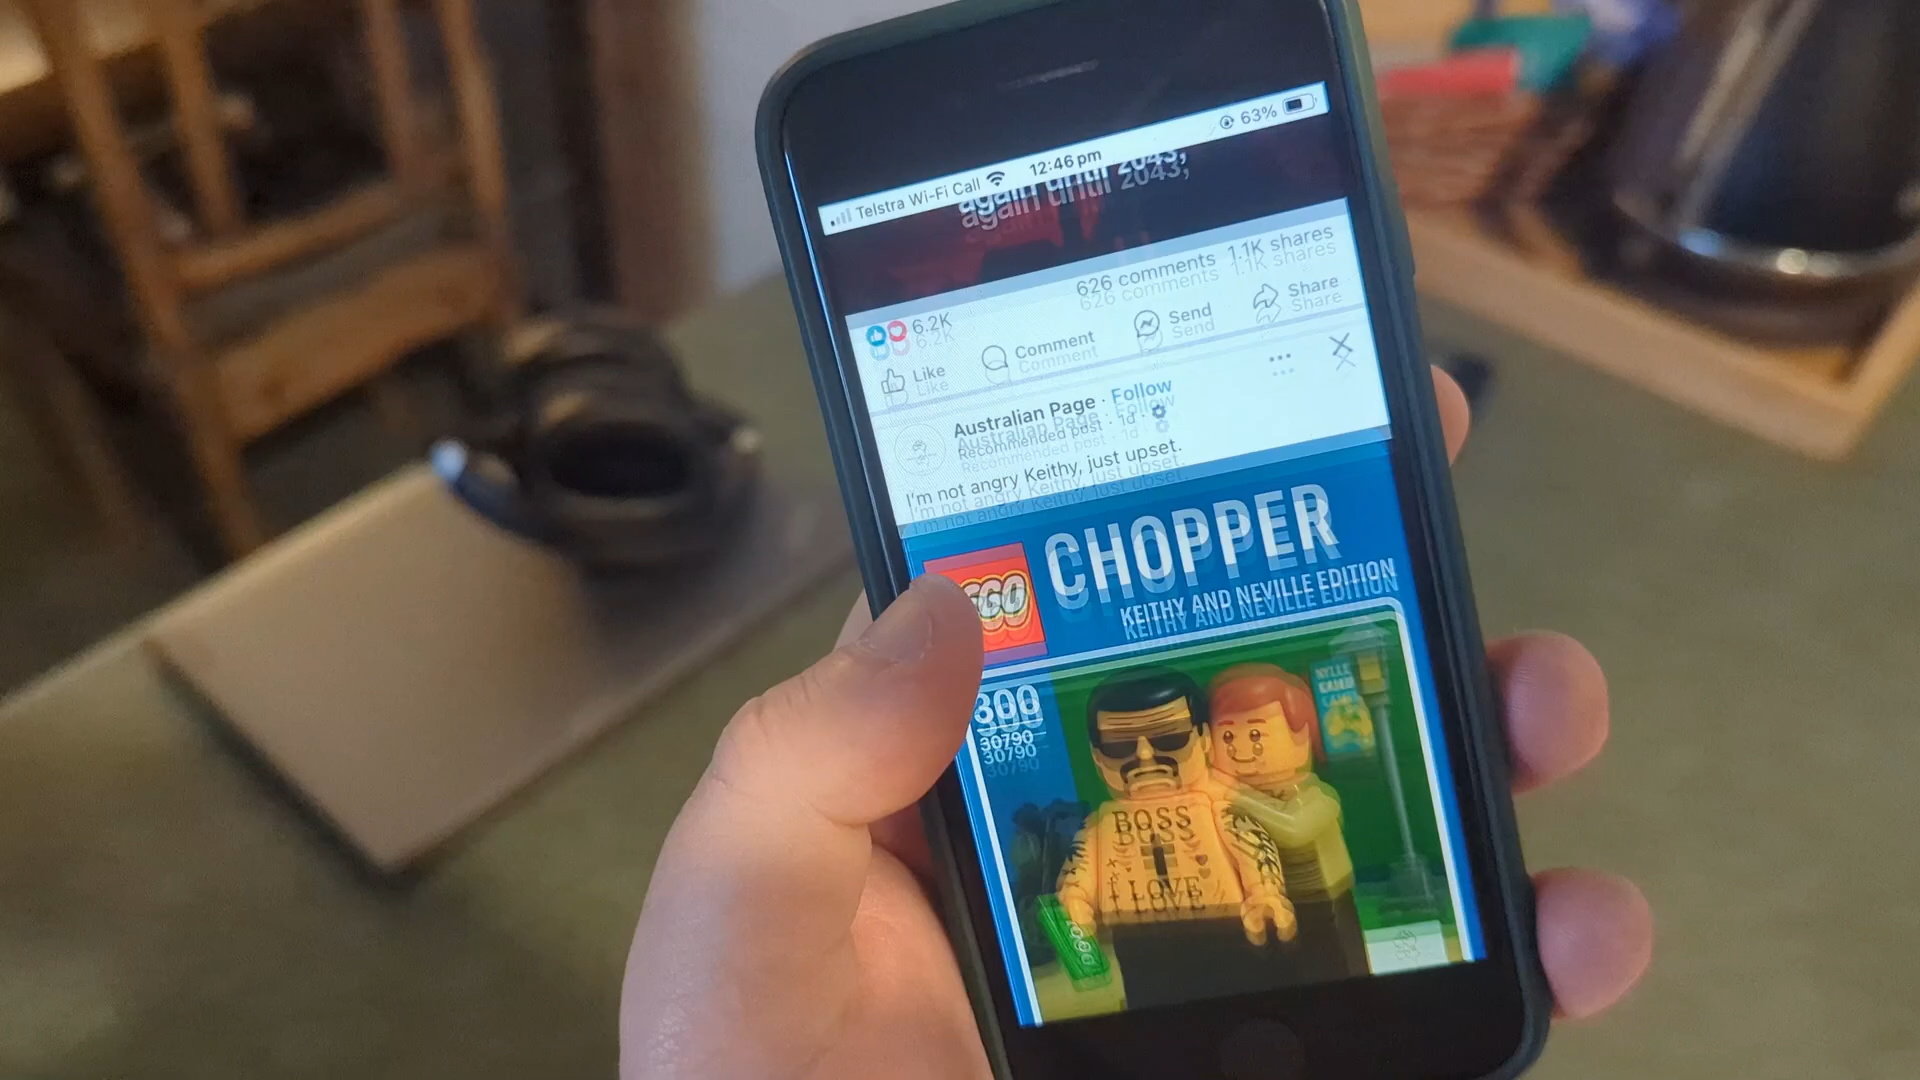 Telstra Wi-Fi Call 12:46 pm 63%
again until 2043,
6.2K 626 comments 1.1K shares
Like Comment Send Share
Australian Page · Follow
Recommended post · 1d ·
I'm not angry Keithy, just upset.
CHOPPER
KEITHY AND NEVILLE EDITION
300
30790
BOSS
LOVE